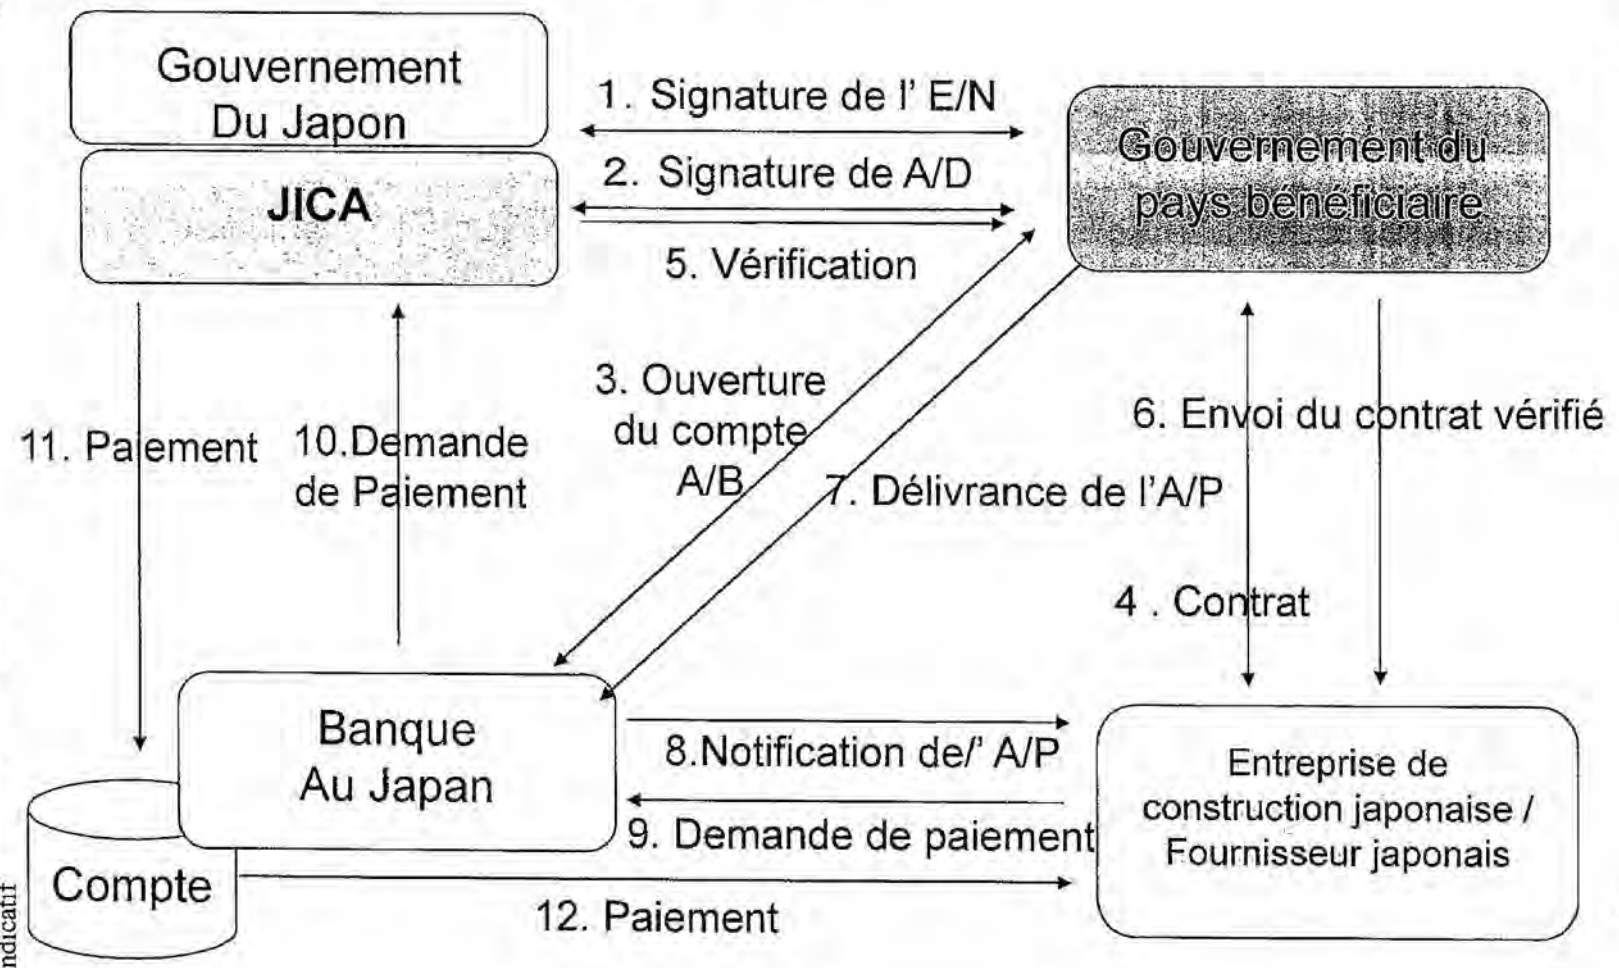 Gouvernement
Du Japon
JICA
1. Signature de l' E/N
2. Signature de A/D
5. Vérification
Gouvernement du
pays bénéficiaire
3. Ouverture
du compte
A/B
7. Délivrance de l'A/P
6. Envoi du contrat vérifié
4 . Contrat
11. Paiement
10.Demande
de Paiement
Banque
Au Japan
8.Notification de l' A/P
9. Demande de paiement
12. Paiement
Compte
Entreprise de
construction japonaise /
Fournisseur japonais
ndicatif